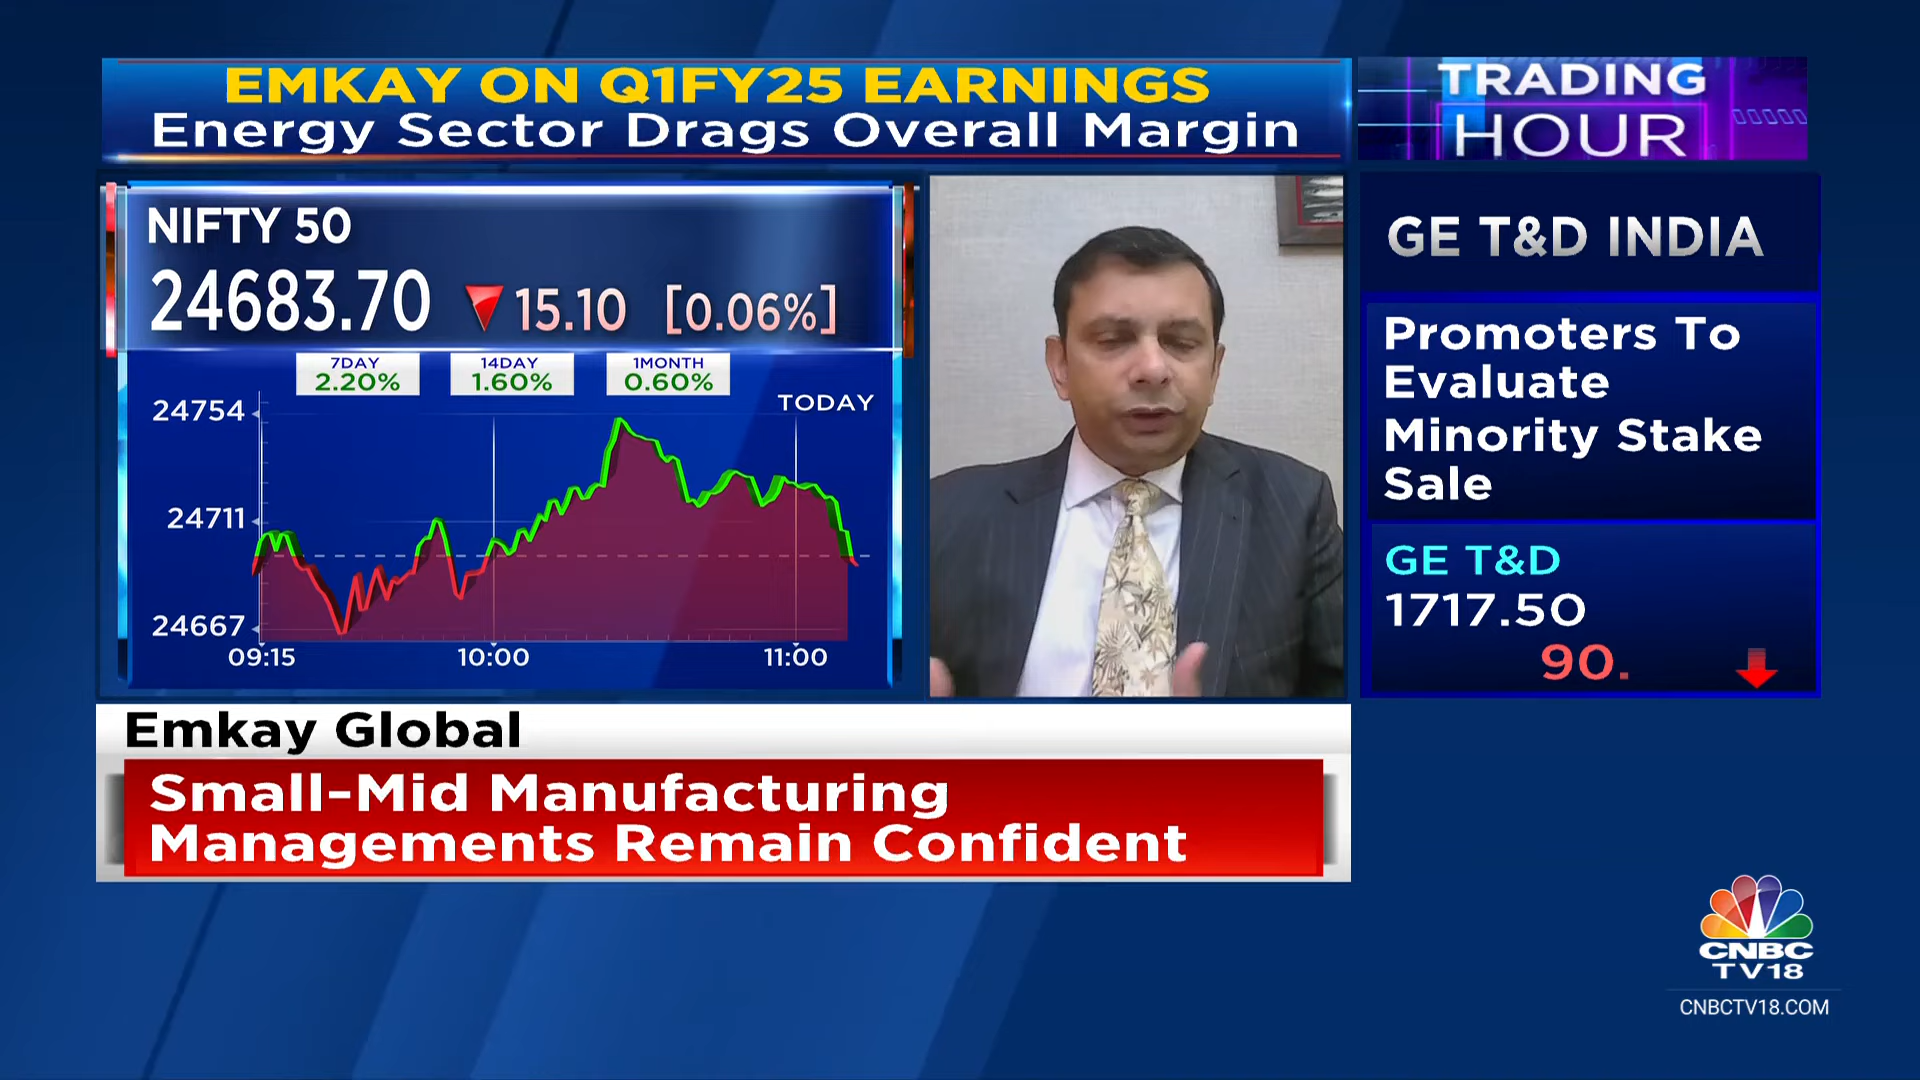 EMKAY ON Q1FY25 EARNINGS
Energy Sector Drags Overall Margin
TRADING
HOUR
NIFTY 50
24683.70 ▼ 15.10 [0.06%]
7DAY
2.20%
14DAY
1.60%
1MONTH
0.60%
TODAY
24754
24711
24667
09:15
10:00
11:00
GE T&D INDIA
Promoters To
Evaluate
Minority Stake
Sale
GE T&D
1717.50
90.
Emkay Global
Small-Mid Manufacturing
Managements Remain Confident
CNBC
TV18
CNBCTV18.COM